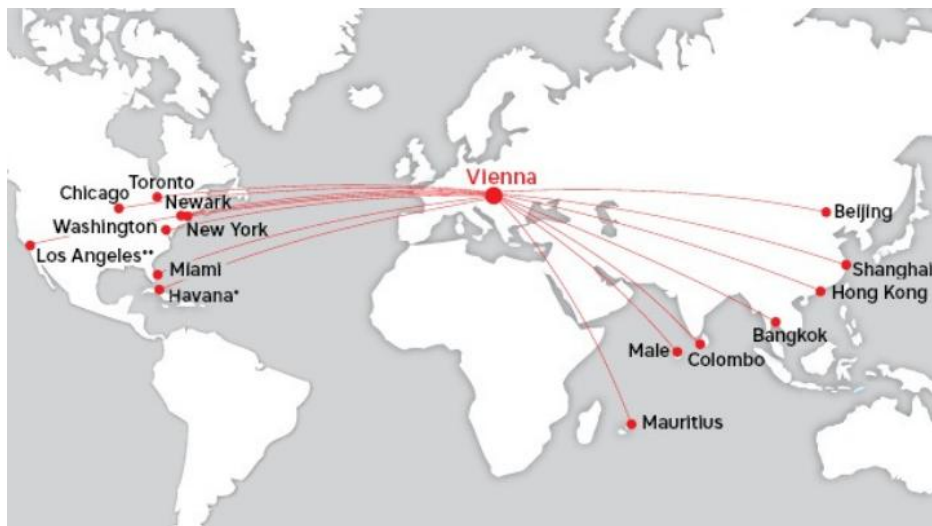 Vienna
Toronto
Chicago
Newark
Washington
New York
Los Angeles**
Miami
Havana*
Beijing
Shanghai
Hong Kong
Bangkok
Male
Colombo
Mauritius